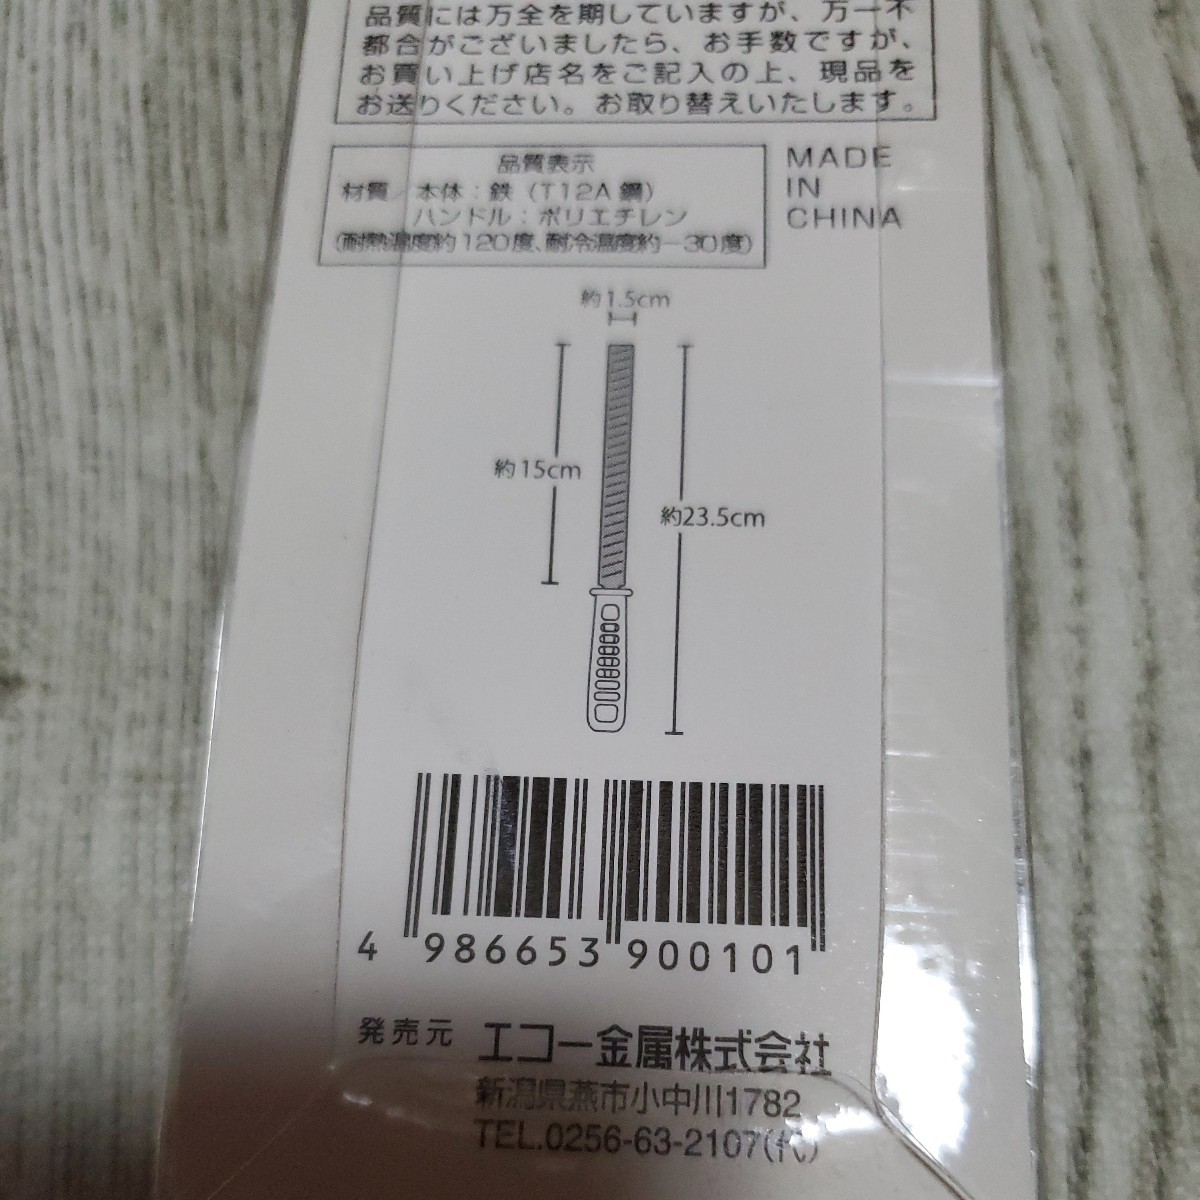 品質には万全を期していますが、万一不
都合がございましたら、お手数ですが、
お買い上げ店名をご記入の上、現品を
お送りください。お取り替えいたします。
品質表示
材質/本体：鉄（T12A 鋼）
ハンドル：ポリエチレン
(耐熱温度約120度、耐冷温度約－30度)
MADE
IN
CHINA
約1.5cm
約15cm
約23.5cm
4 986653 900101
発売元 エコー金属株式会社
新潟県燕市小中川1782
TEL.0256-63-2107(代)